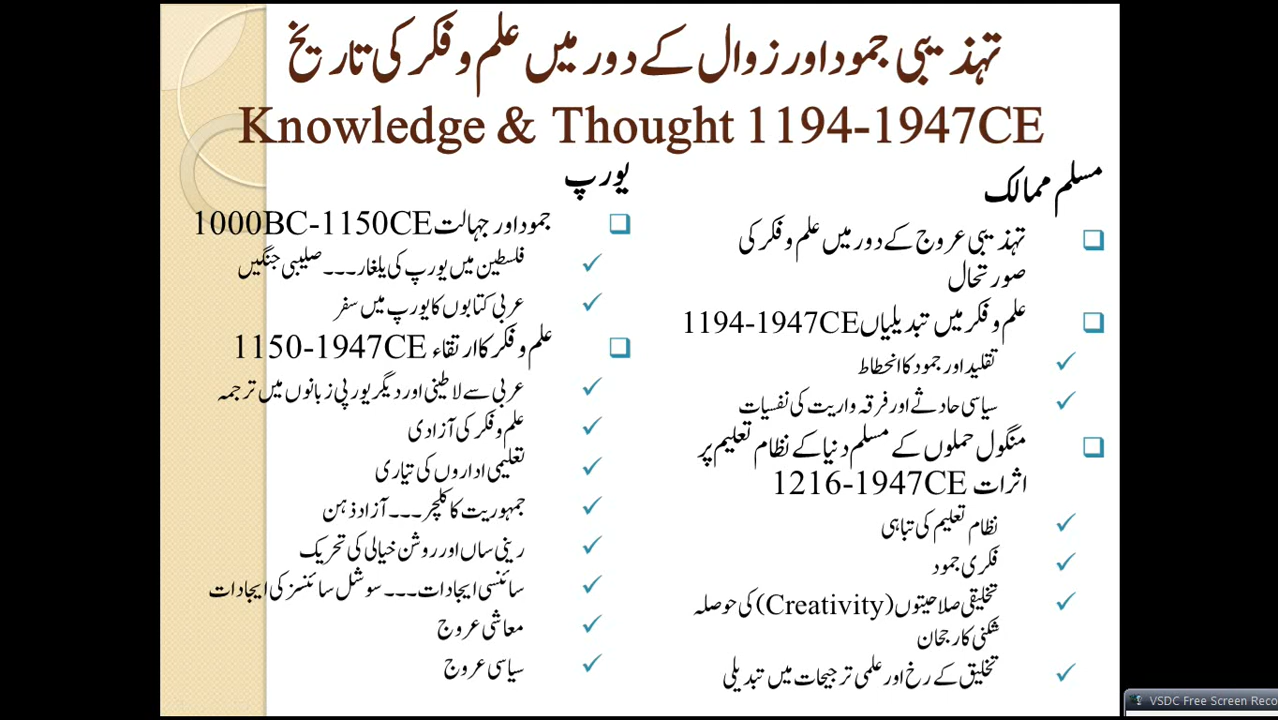 تہذیبی جمود اور زوال کے دور میں علم و فکر کی تاریخ
Knowledge & Thought 1194-1947CE
مسلم ممالک
تہذیبی عروج کے دور میں علم و فکر کی
صورتحال
علم و فکر میں تبدیلیاں 1194-1947CE
تقلید اور جمود کا انحطاط
سیاسی حادثے اور فرقہ واریت کی نفسیات
منگول حملوں کے مسلم دنیا کے نظام تعلیم پر
اثرات 1216-1947CE
نظام تعلیم کی تباہی
فکری جمود
تخلیقی صلاحیتوں (Creativity) کی حوصلہ
شکنی کا رجحان
تخلیق کے رخ اور علمی ترجیحات میں تبدیلی
یورپ
جمود اور جہالت 1000BC-1150CE
فلسطین میں یورپ کی یلغار۔۔۔ صلیبی جنگیں
عربی کتابوں کا یورپ میں سفر
علم و فکر کا ارتقاء 1150-1947CE
عربی سے لاطینی اور دیگر یورپی زبانوں میں ترجمہ
علم و فکر کی آزادی
تعلیمی اداروں کی تیاری
جمہوریت کا کلچر۔۔۔ آزاد ذہن
رینی ساں اور روشن خیالی کی تحریک
سائنسی ایجادات۔۔۔ سوشل سائنسز کی ایجادات
معاشی عروج
سیاسی عروج
VSDC Free Screen Reco